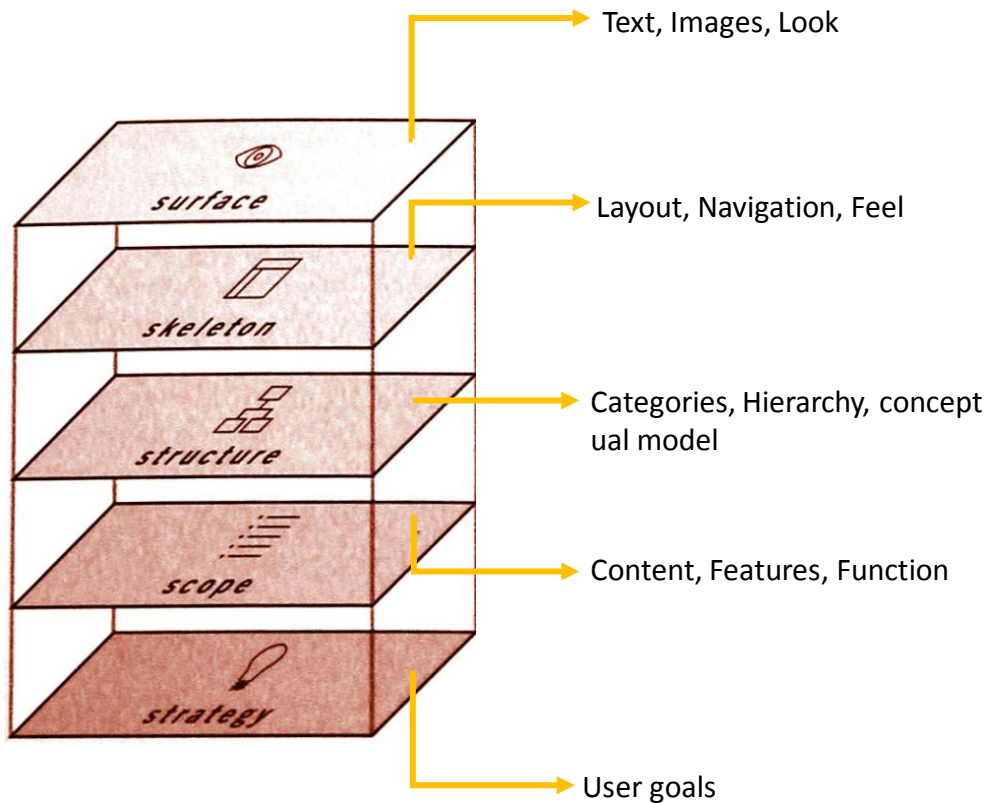 Text, Images, Look
surface
Layout, Navigation, Feel
skeleton
Categories, Hierarchy, concept
ual model
structure
Content, Features, Function
scope
strategy
User goals